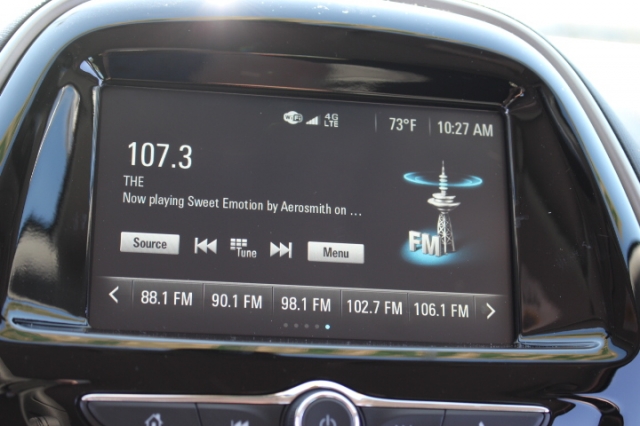 WiFi 4G LTE 73°F 10:27 AM
107.3
THE
Now playing Sweet Emotion by Aerosmith on ...
FM
Source Tune Menu
88.1 FM 90.1 FM 98.1 FM 102.7 FM 106.1 FM